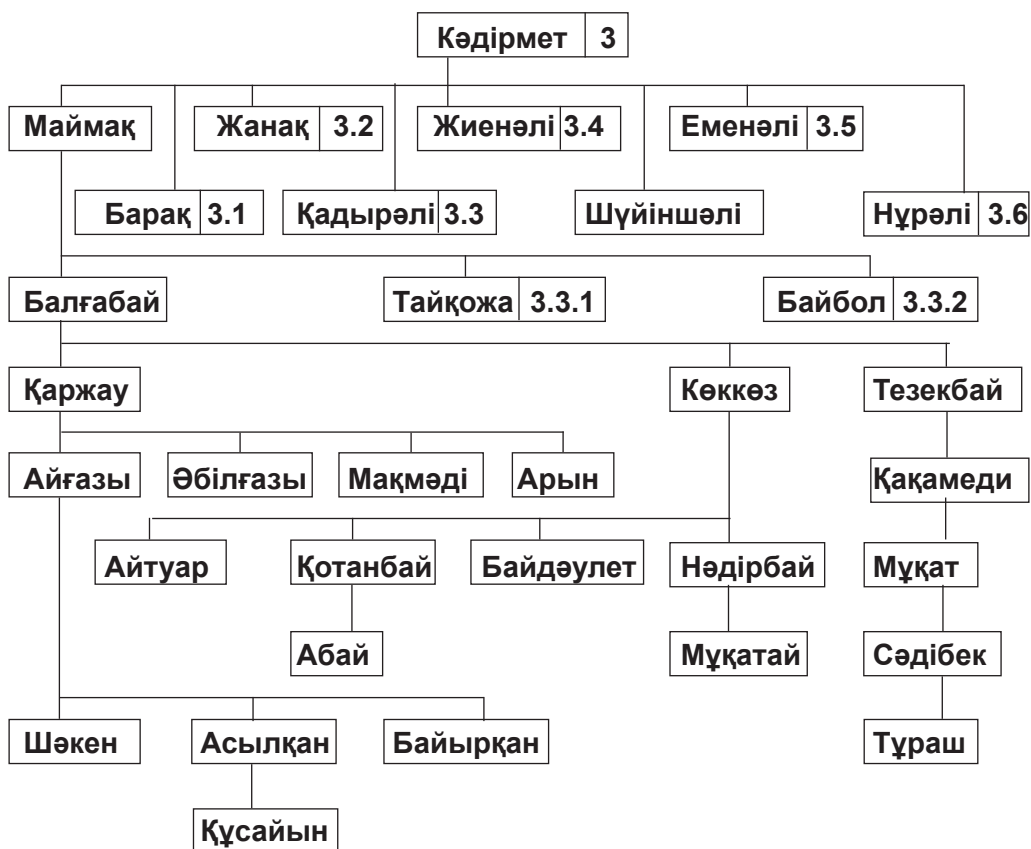 Кәдірмет 3
Маймақ Жанақ 3.2 Жиенәлі 3.4 Еменәлі 3.5
Барақ 3.1 Қадырәлі 3.3 Шүйіншәлі Нұрәлі 3.6
Балғабай Тайқожа 3.3.1 Байбол 3.3.2
Қаржау Көккөз Тезекбай
Айғазы Әбілғазы Мақмәді Арын Қақамеди
Айтуар Қотанбай Байдәулет Нәдірбай Мұқат
Абай Мұқатай Сәдібек
Шәкен Асылқан Байырқан Тұраш
Құсайын